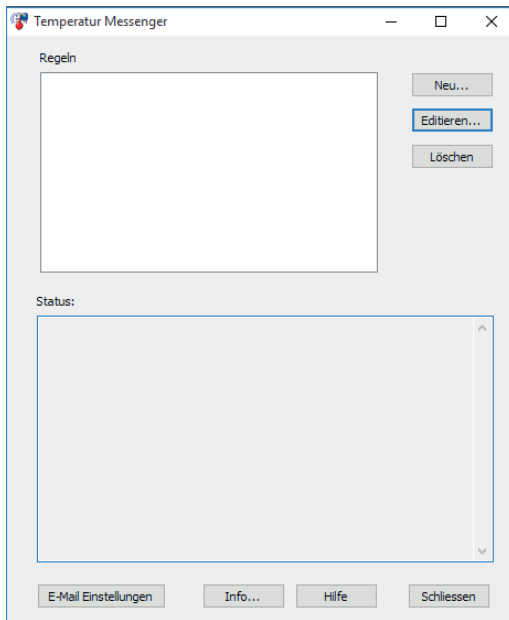 Temperatur Messenger
Regeln
Neu...
Editieren...
Löschen
Status:
E-Mail Einstellungen
Info...
Hilfe
Schliessen